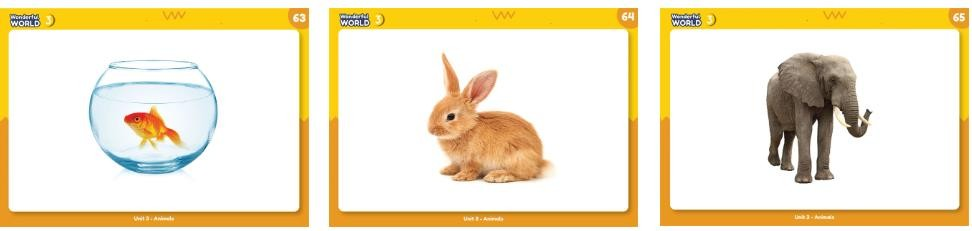 Wonderful
WORLD 3
63
Unit 3 - Animals
Wonderful
WORLD 3
64
Unit 3 - Animals
Wonderful
WORLD 3
65
Unit 3 - Animals